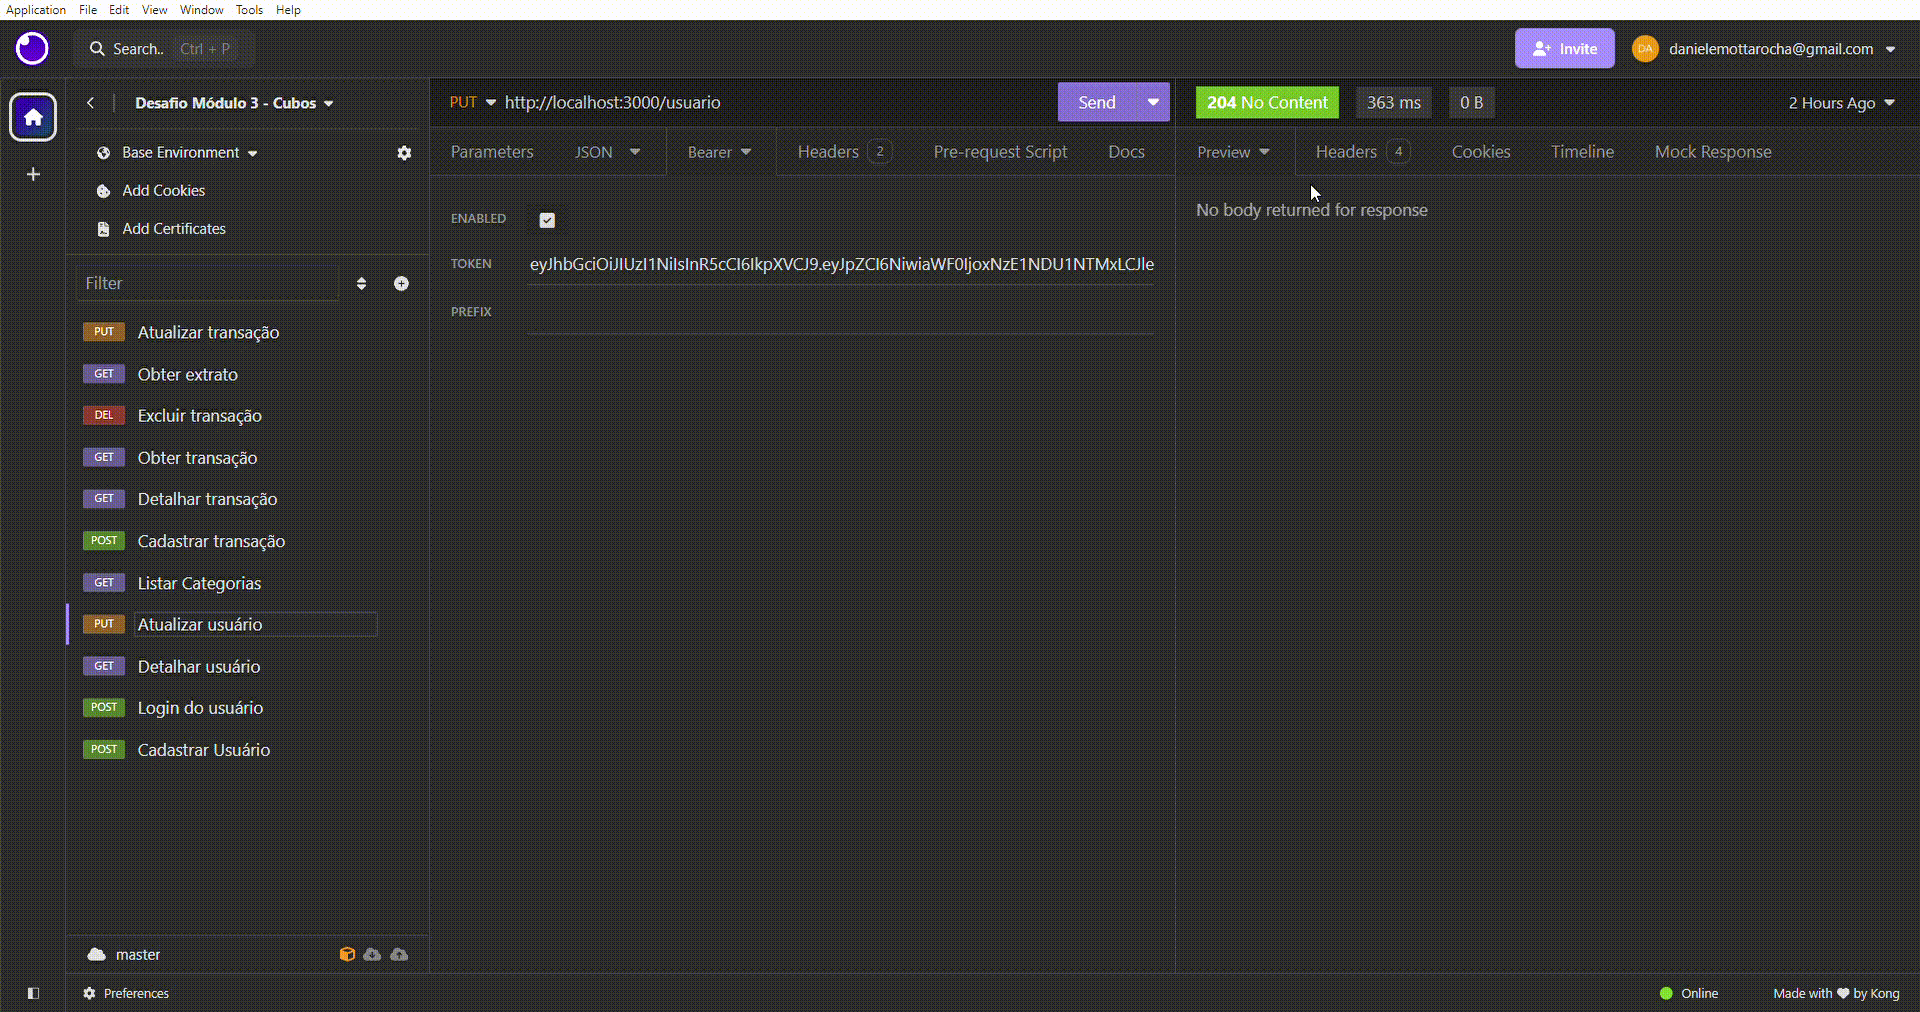 Application File Edit View Window Tools Help
Search.. Ctrl + P
Invite
DA danielemottarocha@gmail.com
Desafio Módulo 3 - Cubos
Base Environment
Add Cookies
Add Certificates
Filter
PUT Atualizar transação
GET Obter extrato
DEL Excluir transação
GET Obter transação
GET Detalhar transação
POST Cadastrar transação
GET Listar Categorias
PUT Atualizar usuário
GET Detalhar usuário
POST Login do usuário
POST Cadastrar Usuário
master
Preferences
PUT http://localhost:3000/usuario Send
Parameters JSON Bearer Headers 2 Pre-request Script Docs
ENABLED
TOKEN eyJhbGciOiJIUzI1NiIsInR5cCI6IkpXVCJ9.eyJpZCI6NiwiaWF0IjoxNzE1NDU1NTMxLCJle
PREFIX
204 No Content 363 ms 0 B 2 Hours Ago
Preview Headers 4 Cookies Timeline Mock Response
No body returned for response
Online Made with by Kong